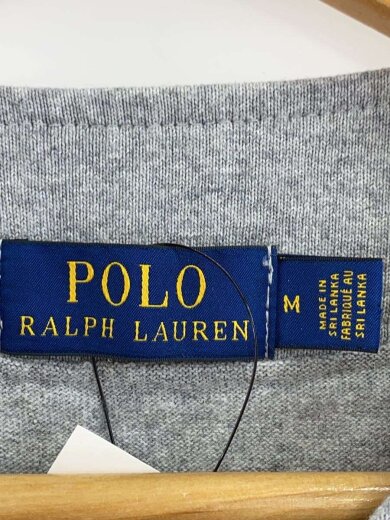 POLO
RALPH LAUREN
M
MADE IN
SRI LANKA
FABRIQUÉ AU
SRI LANKA